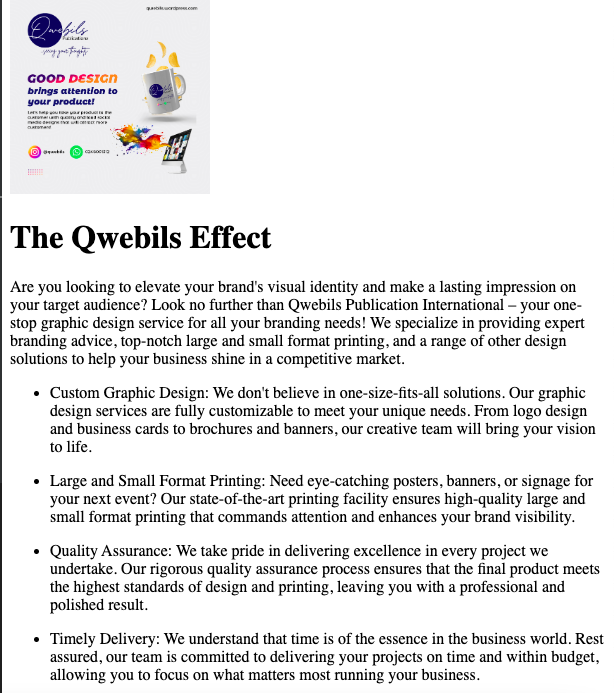 qwebils.wordpress.com
Qwebils
Publications
GOOD DESIGN
brings attention to
your product!
Let's help you take your product to the
customer with quality and lead social
media designs that will attract more
customers!
@qwebils
The Qwebils Effect
Are you looking to elevate your brand's visual identity and make a lasting impression on
your target audience? Look no further than Qwebils Publication International – your one-
stop graphic design service for all your branding needs! We specialize in providing expert
branding advice, top-notch large and small format printing, and a range of other design
solutions to help your business shine in a competitive market.
• Custom Graphic Design: We don't believe in one-size-fits-all solutions. Our graphic
design services are fully customizable to meet your unique needs. From logo design
and business cards to brochures and banners, our creative team will bring your vision
to life.
• Large and Small Format Printing: Need eye-catching posters, banners, or signage for
your next event? Our state-of-the-art printing facility ensures high-quality large and
small format printing that commands attention and enhances your brand visibility.
• Quality Assurance: We take pride in delivering excellence in every project we
undertake. Our rigorous quality assurance process ensures that the final product meets
the highest standards of design and printing, leaving you with a professional and
polished result.
• Timely Delivery: We understand that time is of the essence in the business world. Rest
assured, our team is committed to delivering your projects on time and within budget,
allowing you to focus on what matters most running your business.